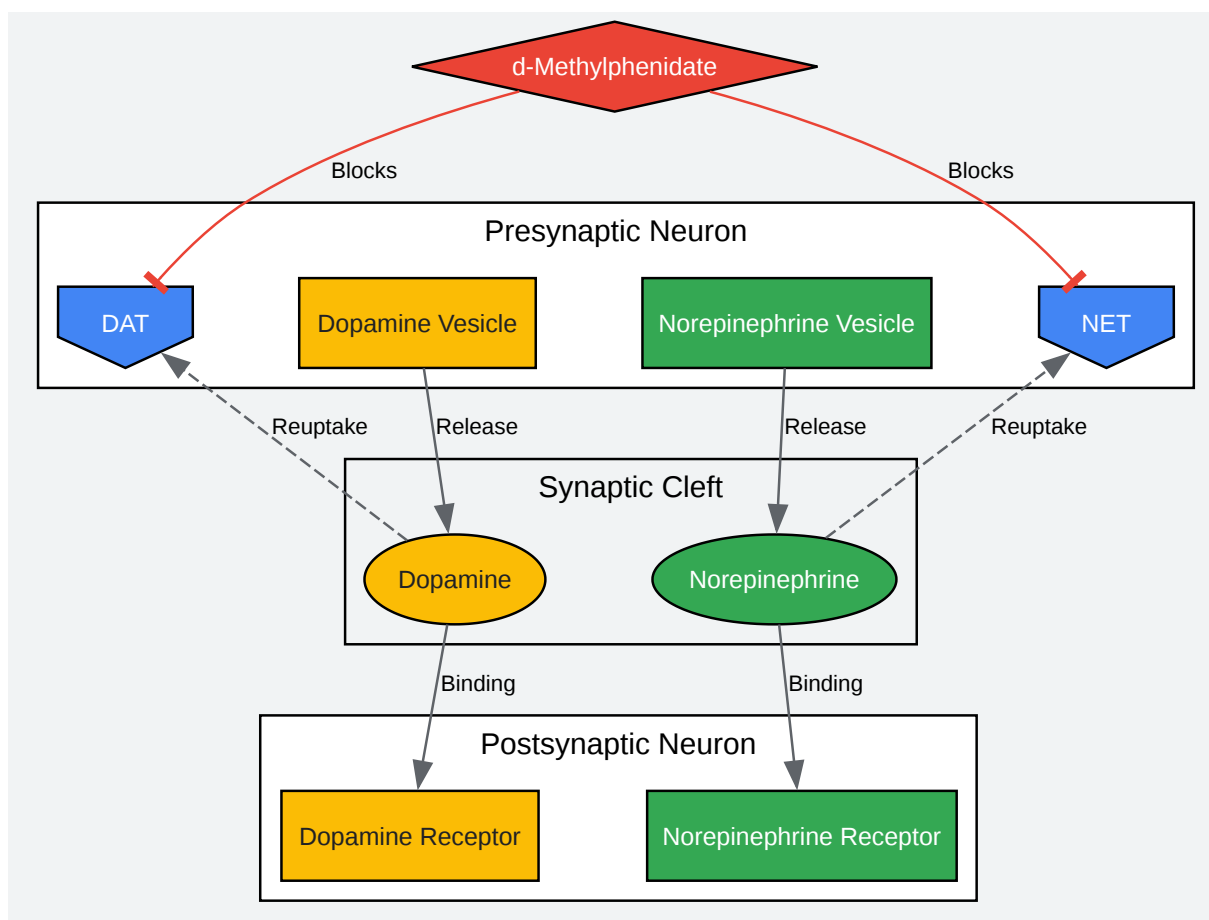 d-Methylphenidate
Blocks
Blocks
Presynaptic Neuron
DAT
Dopamine Vesicle
Norepinephrine Vesicle
NET
Reuptake
Release
Release
Reuptake
Synaptic Cleft
Dopamine
Norepinephrine
Binding
Binding
Postsynaptic Neuron
Dopamine Receptor
Norepinephrine Receptor